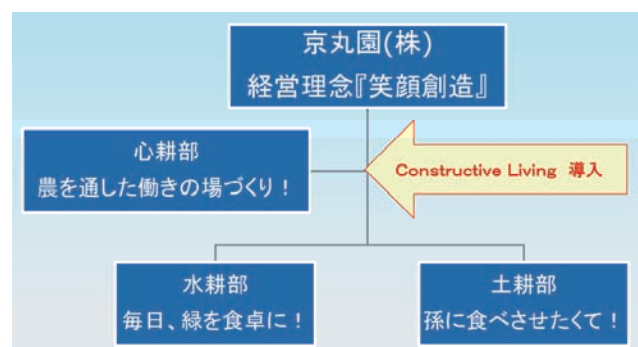 京丸園(株)
経営理念『笑顔創造』
心耕部
農を通した働きの場づくり！
Constructive Living 導入
水耕部
毎日、緑を食卓に！
土耕部
孫に食べさせたくて！